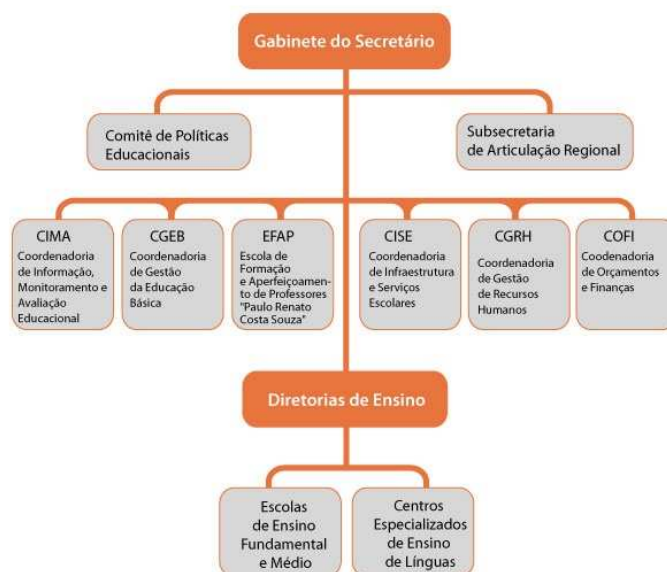 Gabinete do Secretário
Comitê de Políticas
Educacionais
Subsecretaria
de Articulação Regional
CIMA
Coordenadoria
de Informação,
Monitoramento e
Avaliação
Educacional
CGEB
Coordenadoria
de Gestão
da Educação
Básica
EFAP
Escola de
Formação
e Aperfeiçoamen-
to de Professores
"Paulo Renato
Costa Souza"
CISE
Coordenadoria
de Infraestrutura
e Serviços
Escolares
CGRH
Coordenadoria
de Gestão
de Recursos
Humanos
COFI
Coodenadoria
de Orçamentos
e Finanças
Diretorias de Ensino
Escolas
de Ensino
Fundamental
e Médio
Centros
Especializados
de Ensino
de Línguas